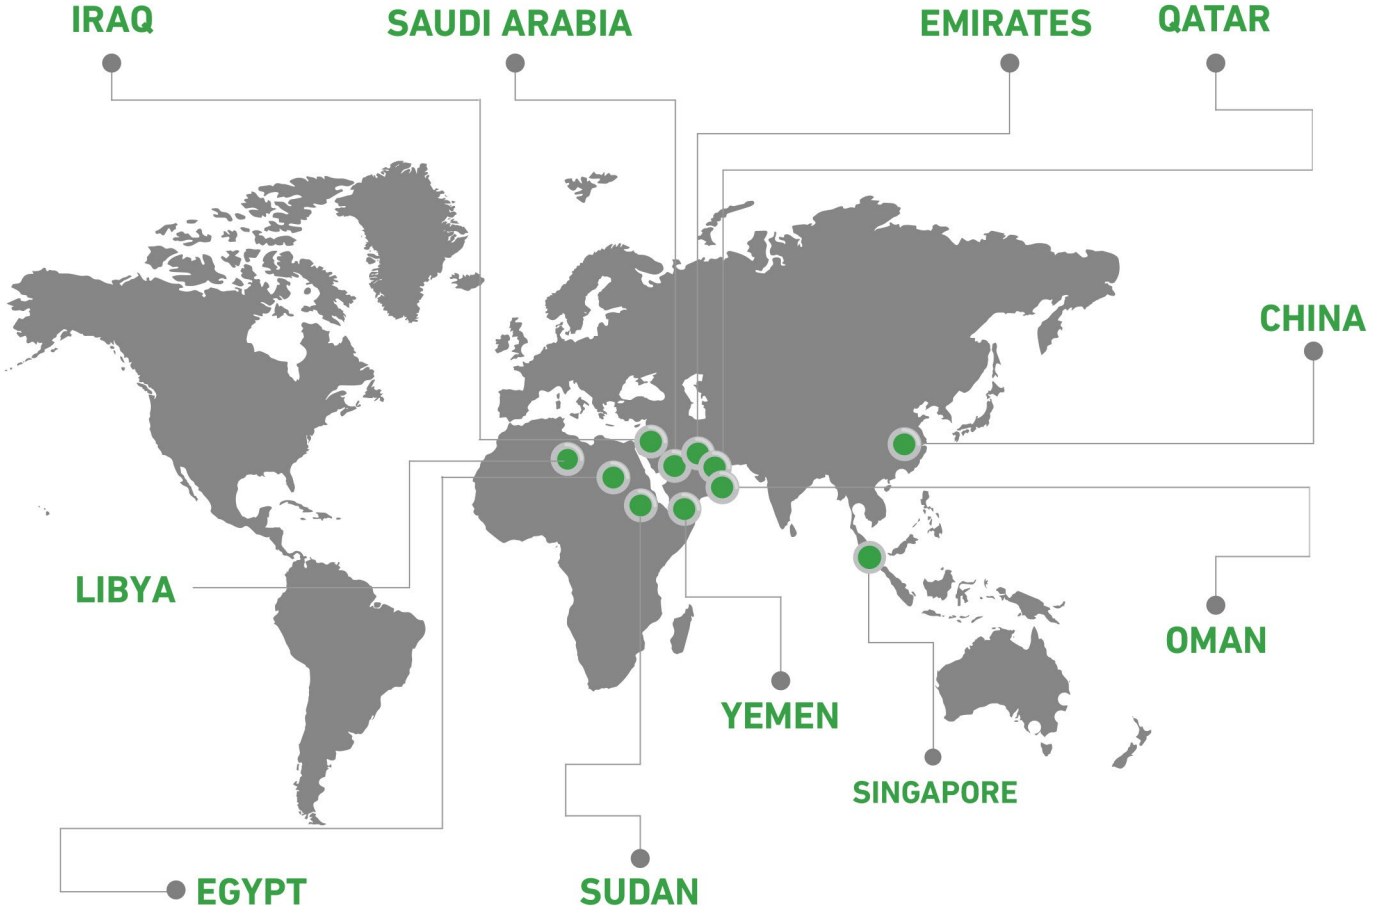 IRAQ
SAUDI ARABIA
EMIRATES
QATAR
CHINA
LIBYA
OMAN
YEMEN
SINGAPORE
EGYPT
SUDAN